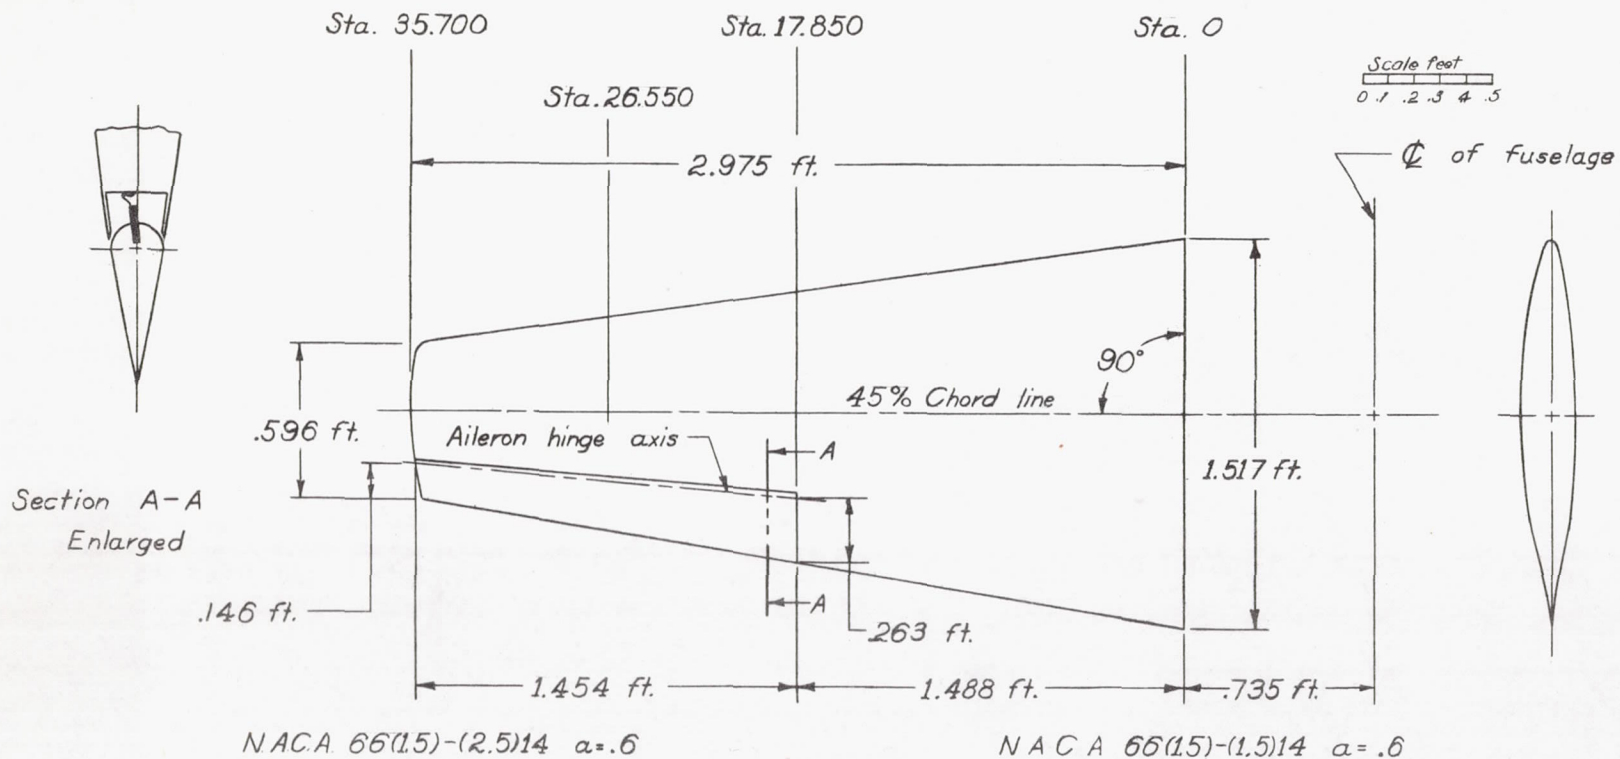 Sta. 35.700
Sta. 17.850
Sta. 0
Sta. 26.550
Scale feet
0 .1 .2 .3 4 .5
2.975 ft.
℄ of fuselage
90°
45% Chord line
.596 ft.
Aileron hinge axis
A
1.517 ft.
Section A-A
Enlarged
.146 ft.
A
.263 ft.
1.454 ft.
1.488 ft.
.735 ft.
N.A.C.A. 66(1.5)-(2.5)14 a=.6
N A C A 66(1.5)-(1.5)14 a=.6